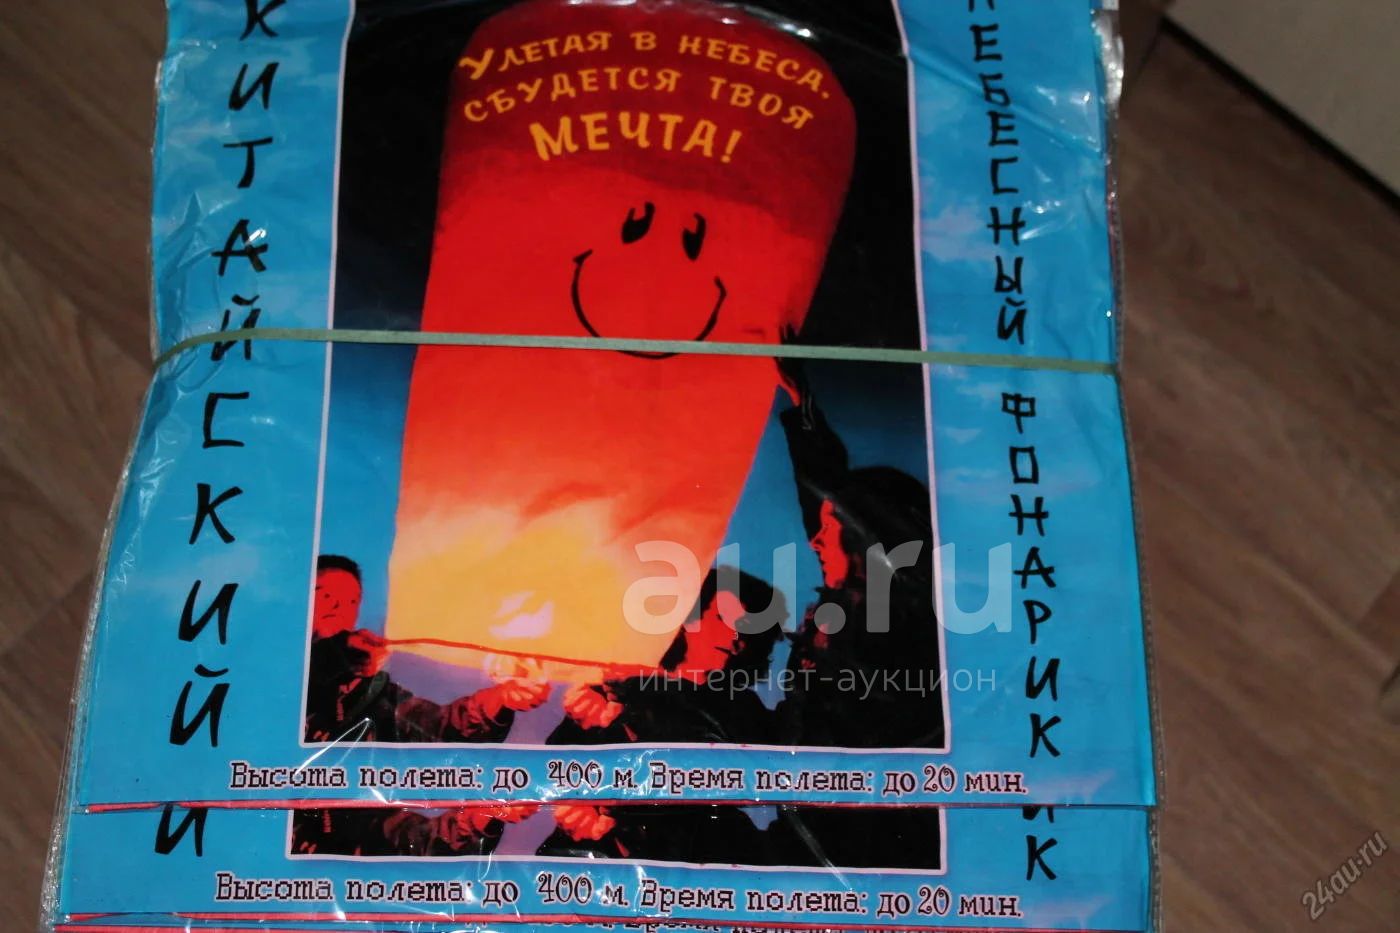 КИТАЙСКИЙ
УЛЕТАЯ В НЕБЕСА,
СБУДЕТСЯ ТВОЯ
МЕЧТА!
НЕБЕСНЫЙ ФОНАРИК
au.ru
интернет-аукцион
Высота полета: до 400 м. Время полета: до 20 мин.
Й
ИК
Высота полета: до 400 м. Время полета: до 20 мин.
24au.ru